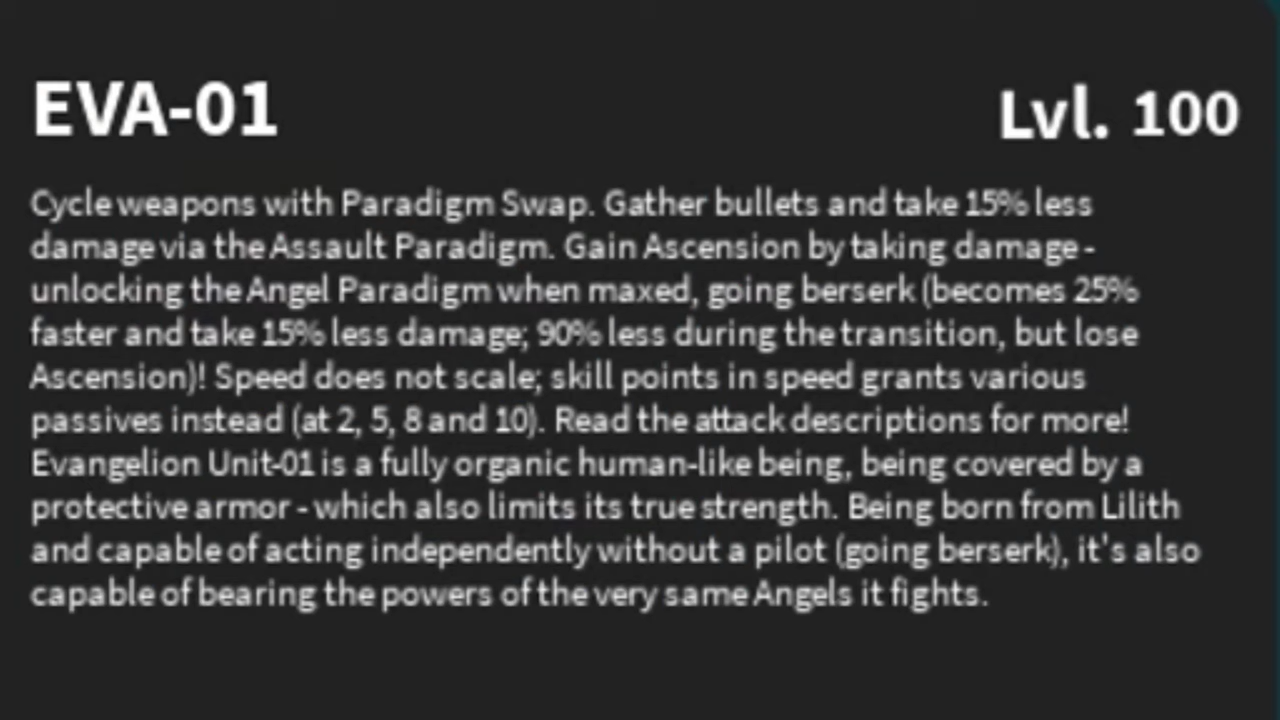 EVA-01
Lvl. 100
Cycle weapons with Paradigm Swap. Gather bullets and take 15% less
damage via the Assault Paradigm. Gain Ascension by taking damage -
unlocking the Angel Paradigm when maxed, going berserk (becomes 25%
faster and take 15% less damage; 90% less during the transition, but lose
Ascension)! Speed does not scale; skill points in speed grants various
passives instead (at 2, 5, 8 and 10). Read the attack descriptions for more!
Evangelion Unit-01 is a fully organic human-like being, being covered by a
protective armor - which also limits its true strength. Being born from Lilith
and capable of acting independently without a pilot (going berserk), it's also
capable of bearing the powers of the very same Angels it fights.